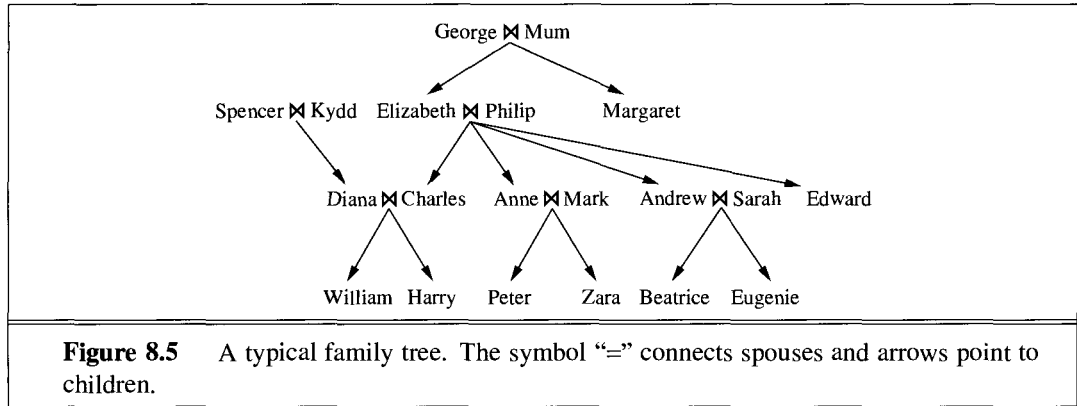 George ⋈ Mum
Spencer ⋈ Kydd Elizabeth ⋈ Philip Margaret
Diana ⋈ Charles Anne ⋈ Mark Andrew ⋈ Sarah Edward
William Harry Peter Zara Beatrice Eugenie
Figure 8.5 A typical family tree. The symbol “=” connects spouses and arrows point to
children.